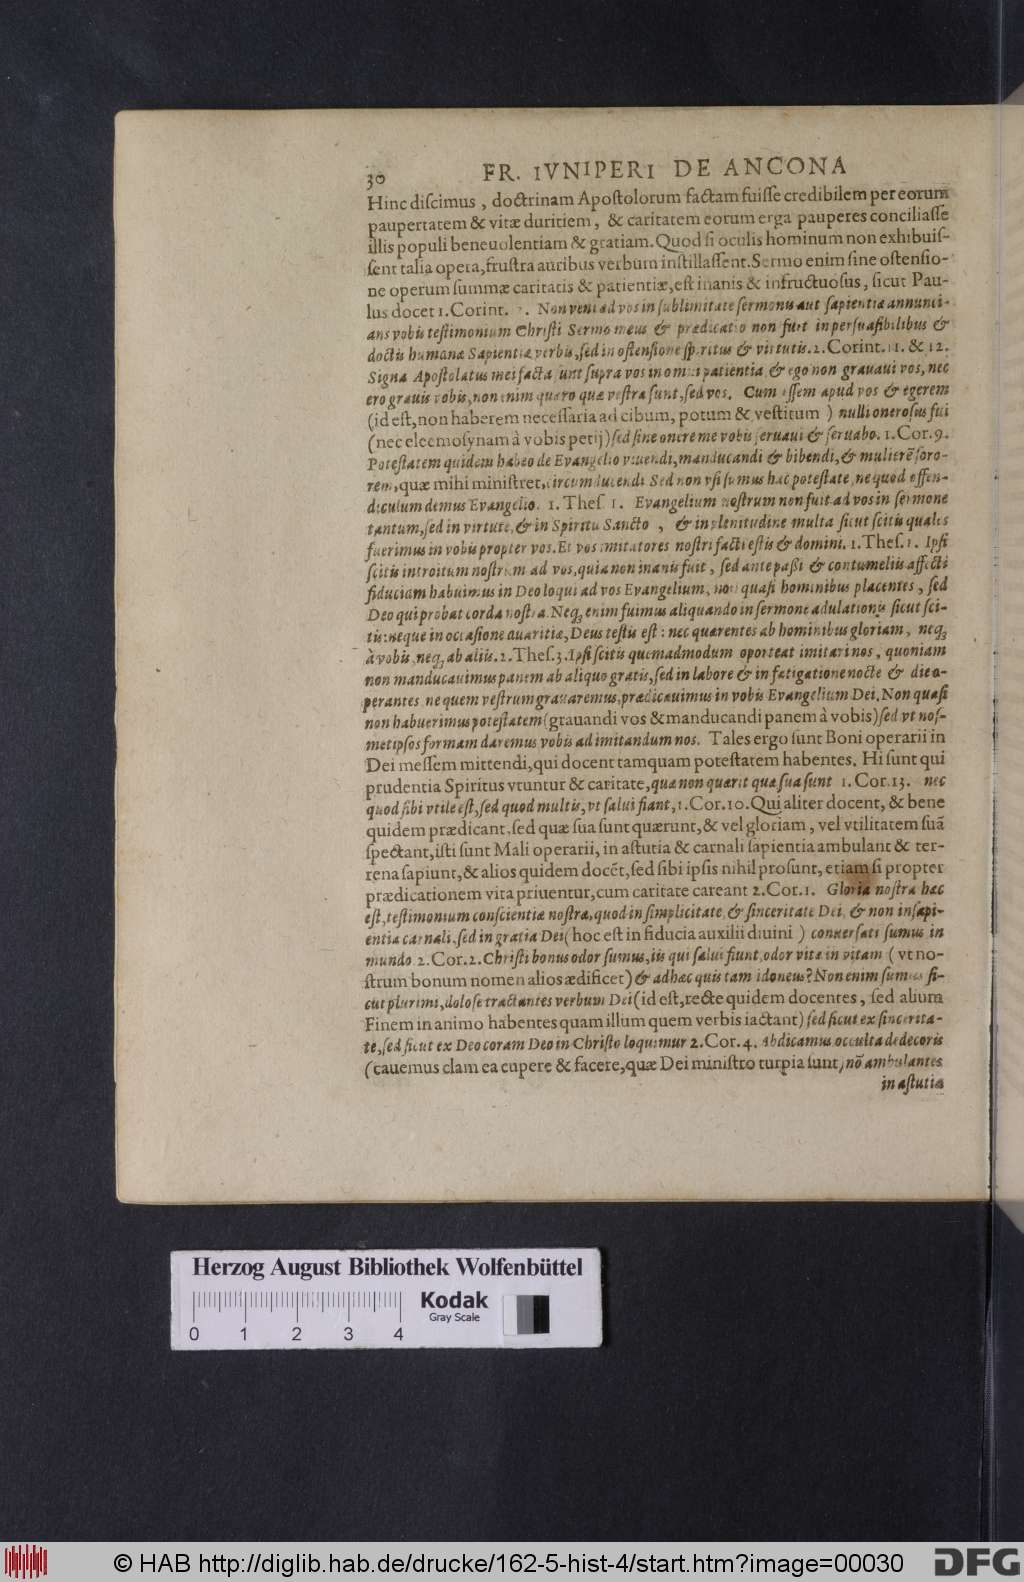 30 FR. IVNIPERI DE ANCONA
Hinc diſcimus, doctrinam Apoſtolorum factam fuiſſe credibilem per eorum
paupertatem & vitæ duritiem, & caritatem eorum erga pauperes conciliaſſe
illis populi beneuolentiam & gratiam. Quod ſi oculis hominum non exhibuiſ-
ſent talia opera, fruſtra auribus verbum inſtillaſſent. Sermo enim ſine oſtenſio-
ne operum ſummæ caritatis & patientiæ, eſt inanis & infructuoſus, ſicut Pau-
lus docet 1. Corint. 2. Non veni ad vos in ſublimitate ſermonis aut ſapientiæ annunci-
ans vobis teſtimonium Chriſti Sermo meus & prædicatio non fuit in perſuaſibilibus &
doctis humanæ Sapientiæ verbis, ſed in oſtenſione ſpiritus & virtutis. 2. Corint. 11. & 12.
Signa Apoſtolatus mei facta ſunt ſupra vos in omni patientia, & ego non grauaui vos, nec
ero grauis vobis, non enim quæro quæ veſtra ſunt, ſed vos. Cum eſſem apud vos & egerem
(id eſt, non haberem neceſſaria ad cibum, potum & veſtitum) nulli oneroſus fui
(nec eleemoſynam à vobis petij) ſed ſine onere me vobis ſeruaui & ſeruabo. 1. Cor. 9.
Poteſtatem quidem habeo de Euangelio viuendi, manducandi & bibendi, & mulierē ſoro-
rem, quæ mihi miniſtret, circumducendi Sed non vſi ſumus hac poteſtate, ne quod offen-
diculum demus Euangelio. 1. Theſ. 1. Euangelium noſtrum non fuit ad vos in ſermone
tantum, ſed in virtute, & in Spiritu Sancto, & in plenitudine multa ſicut ſcitis quales
fuerimus in vobis propter vos. Et vos imitatores noſtri facti eſtis & domini. 1. Theſ. 1. Ipſi
ſcitis introitum noſtrum ad vos, quia non inanis fuit, ſed ante paßi & contumeliis affecti
fiduciam habuimus in Deo loqui ad vos Euangelium, non quaſi hominibus placentes, ſed
Deo qui probat corda noſtra. Neq; enim fuimus aliquando in ſermone adulationis ſicut ſci-
tis: neque in occaſione auaritiæ, Deus teſtis eſt: nec quærentes ab hominibus gloriam, neq;
à vobis, neq; ab aliis. 2. Theſ. 3. Ipſi ſcitis quemadmodum oporteat imitari nos, quoniam
non manducauimus panem ab aliquo gratis, ſed in labore & in fatigatione nocte & die o-
perantes ne quem veſtrum grauaremus, prædicauimus in vobis Euangelium Dei, Non quaſi
non habuerimus poteſtatem (grauandi vos & manducandi panem à vobis) ſed vt noſ-
metipſos formam daremus vobis ad imitandum nos. Tales ergo ſunt Boni operarii in
Dei meſſem mittendi, qui docent tamquam poteſtatem habentes. Hi ſunt qui
prudentia Spiritus vtuntur & caritate, quæ non quærit quæ ſua ſunt 1. Cor. 13. nec
quod ſibi vtile eſt, ſed quod multis, vt ſalui fiant, 1. Cor. 10. Qui aliter docent, & bene
quidem prædicant, ſed quæ ſua ſunt quærunt, & vel gloriam, vel vtilitatem ſuā
ſpectant, iſti ſunt Mali operarii, in aſtutia & carnali ſapientia ambulant & ter-
rena ſapiunt, & alios quidem docēt, ſed ſibi ipſis nihil proſunt, etiam ſi propter
prædicationem vita priuentur, cum caritate careant 2. Cor. 1. Gloria noſtra hæc
eſt, teſtimonium conſcientiæ noſtræ, quod in ſimplicitate, & ſinceritate Dei, & non in ſapi-
entia carnali, ſed in gratia Dei (hoc eſt in fiducia auxilii diuini) conuerſati ſumus in
mundo 2. Cor. 2. Chriſti bonus odor ſumus, iis qui ſalui fiunt, odor vitæ in vitam (vt no-
ſtrum bonum nomen alios ædificet) & ad hæc quis tam idoneus? Non enim ſumus ſi-
cut plurimi, doloſe tractantes verbum Dei (id eſt, recte quidem docentes, ſed alium
Finem in animo habentes quam illum quem verbis iactant) ſed ſicut ex ſincerita-
te, ſed ſicut ex Deo coram Deo in Chriſto loquimur 2. Cor. 4. Abdicamus occulta dedecoris
(cauemus clam ea cupere & facere, quæ Dei miniſtro turpia ſunt) nō ambulantes
in aſtutia
Herzog August Bibliothek Wolfenbüttel
0 1 2 3 4
Kodak
Gray Scale
© HAB http://diglib.hab.de/drucke/162-5-hist-4/start.htm?image=00030
DFG